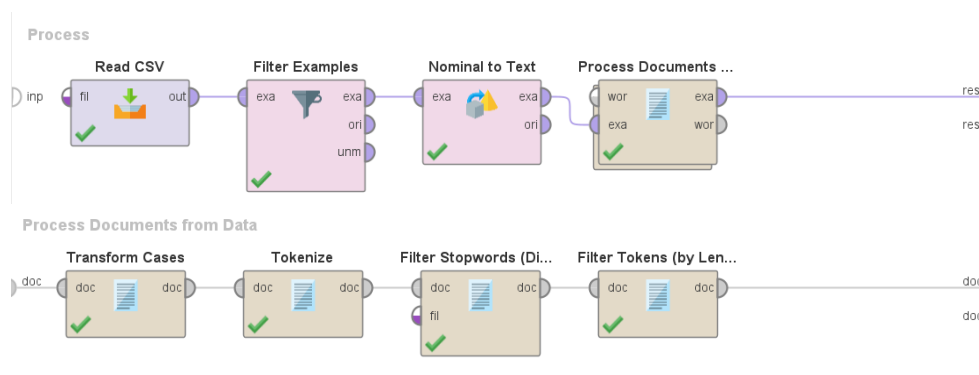 Process
Read CSV Filter Examples Nominal to Text Process Documents ...
inp fil out exa exa exa exa wor exa res
ori ori exa wor res
unm
Process Documents from Data
Transform Cases Tokenize Filter Stopwords (Di... Filter Tokens (by Len...
doc doc doc doc doc doc doc doc doc doc
fil doc